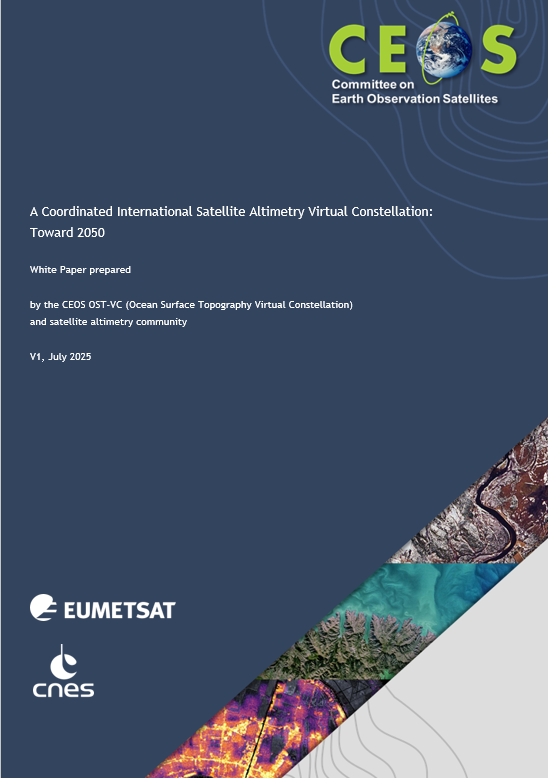 CEOS
Committee on
Earth Observation Satellites
A Coordinated International Satellite Altimetry Virtual Constellation:
Toward 2050
White Paper prepared
by the CEOS OST-VC (Ocean Surface Topography Virtual Constellation)
and satellite altimetry community
V1, July 2025
EUMETSAT
cnes